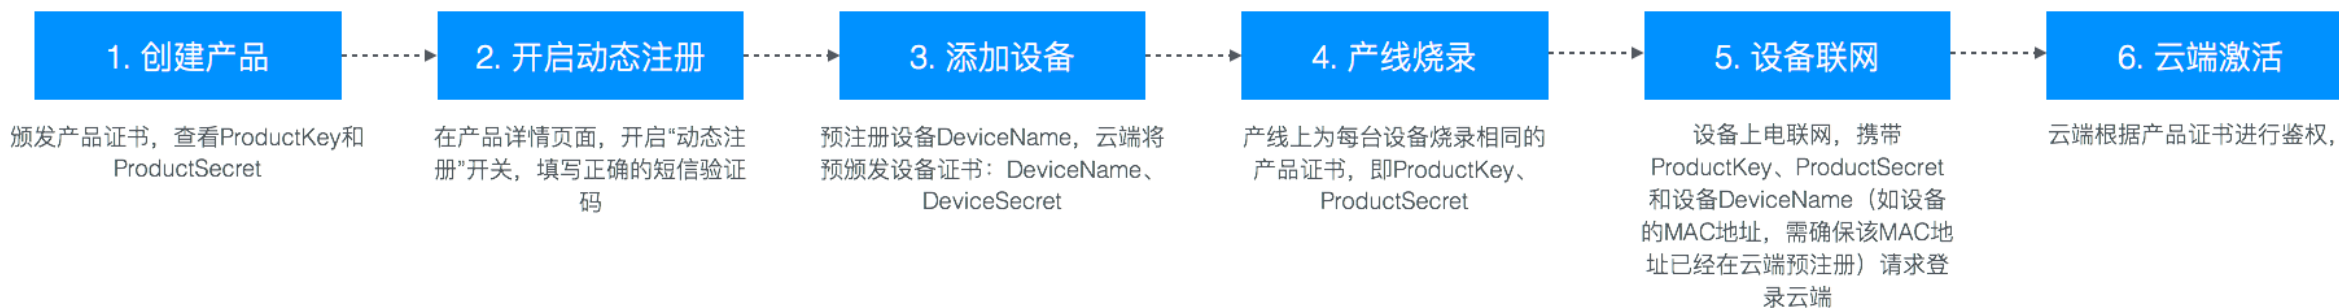 1. 创建产品
颁发产品证书，查看ProductKey和
ProductSecret
2. 开启动态注册
在产品详情页面，开启“动态注
册”开关，填写正确的短信验证
码
3. 添加设备
预注册设备DeviceName，云端将
预颁发设备证书：DeviceName、
DeviceSecret
4. 产线烧录
产线上为每台设备烧录相同的
产品证书，即ProductKey、
ProductSecret
5. 设备联网
设备上电联网，携带
ProductKey、ProductSecret
和设备DeviceName（如设备
的MAC地址，需确保该MAC地
址已经在云端预注册）请求登
录云端
6. 云端激活
云端根据产品证书进行鉴权，